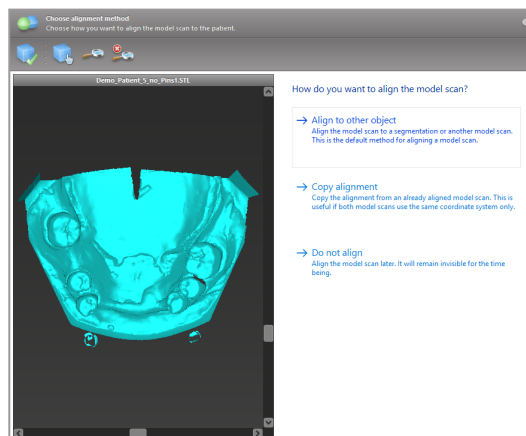 Choose alignment method
Choose how you want to align the model scan to the patient.
Demo_Patient_5_no_Pins1.STL
How do you want to align the model scan?
Align to other object
Align the model scan to a segmentation or another model scan.
This is the default method for aligning a model scan.
Copy alignment
Copy the alignment from an already aligned model scan. This is
useful if both model scans use the same coordinate system only.
Do not align
Align the model scan later. It will remain invisible for the time
being.